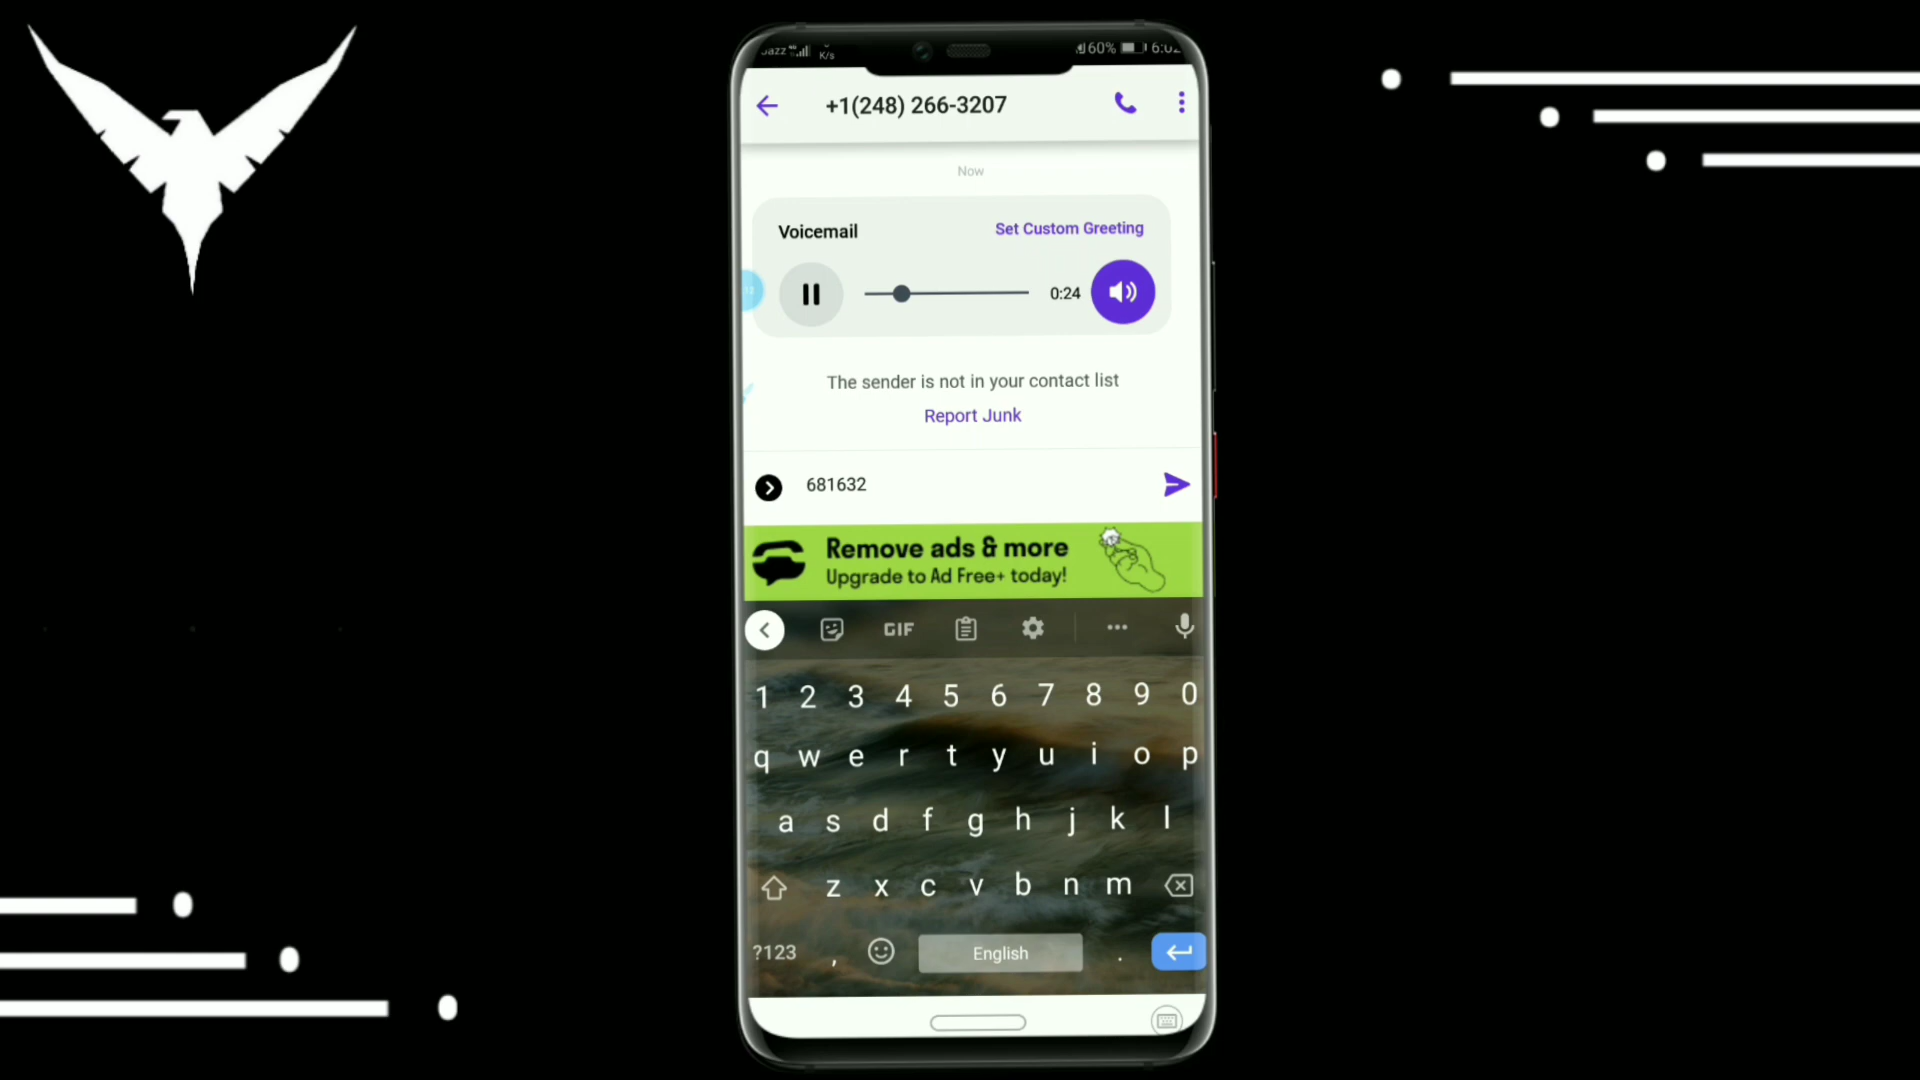 Jazz 4G 60% 6:02
K/s
+1(248) 266-3207
Now
Voicemail
Set Custom Greeting
0:24
The sender is not in your contact list
Report Junk
681632
Remove ads & more
Upgrade to Ad Free+ today!
GIF
1 2 3 4 5 6 7 8 9 0
q w e r t y u i o p
a s d f g h j k l
z x c v b n m
?123 , English .